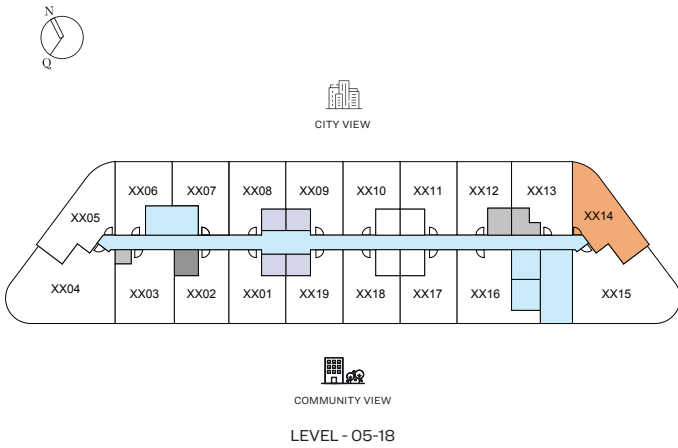 N
Q
CITY VIEW
XX06 XX07 XX08 XX09 XX10 XX11 XX12 XX13
XX05 XX14
XX04 XX03 XX02 XX01 XX19 XX18 XX17 XX16 XX15
COMMUNITY VIEW
LEVEL - 05-18